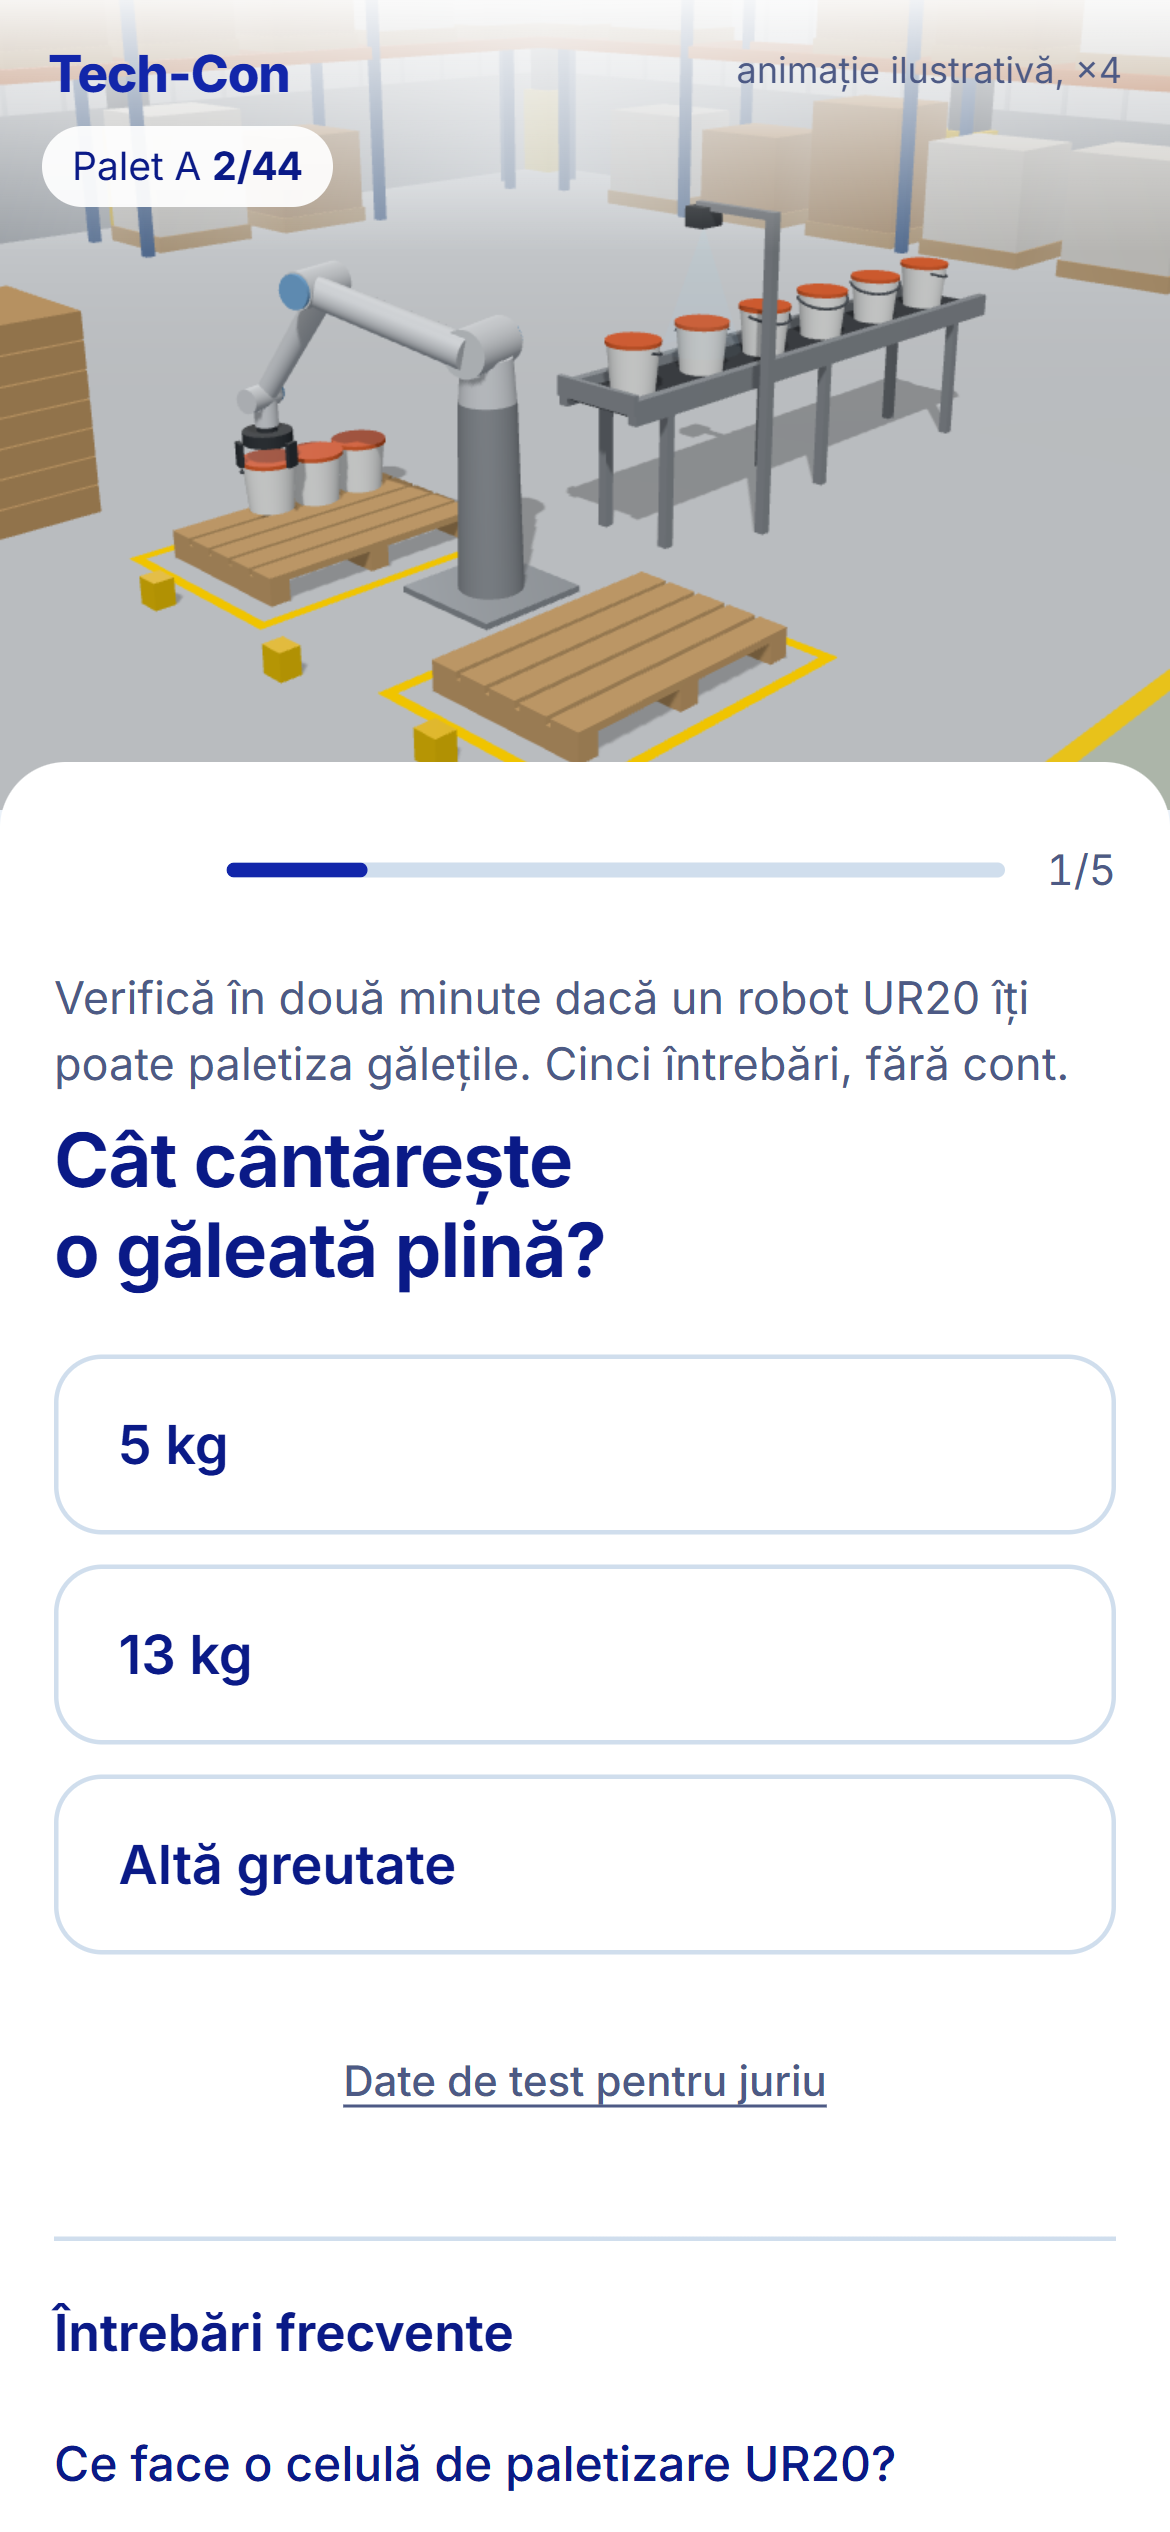 Tech-Con
animație ilustrativă, ×4
Palet A 2/44
1/5
Verifică în două minute dacă un robot UR20 îți
poate paletiza gălețile. Cinci întrebări, fără cont.
Cât cântărește
o găleată plină?
5 kg
13 kg
Altă greutate
Date de test pentru juriu
Întrebări frecvente
Ce face o celulă de paletizare UR20?